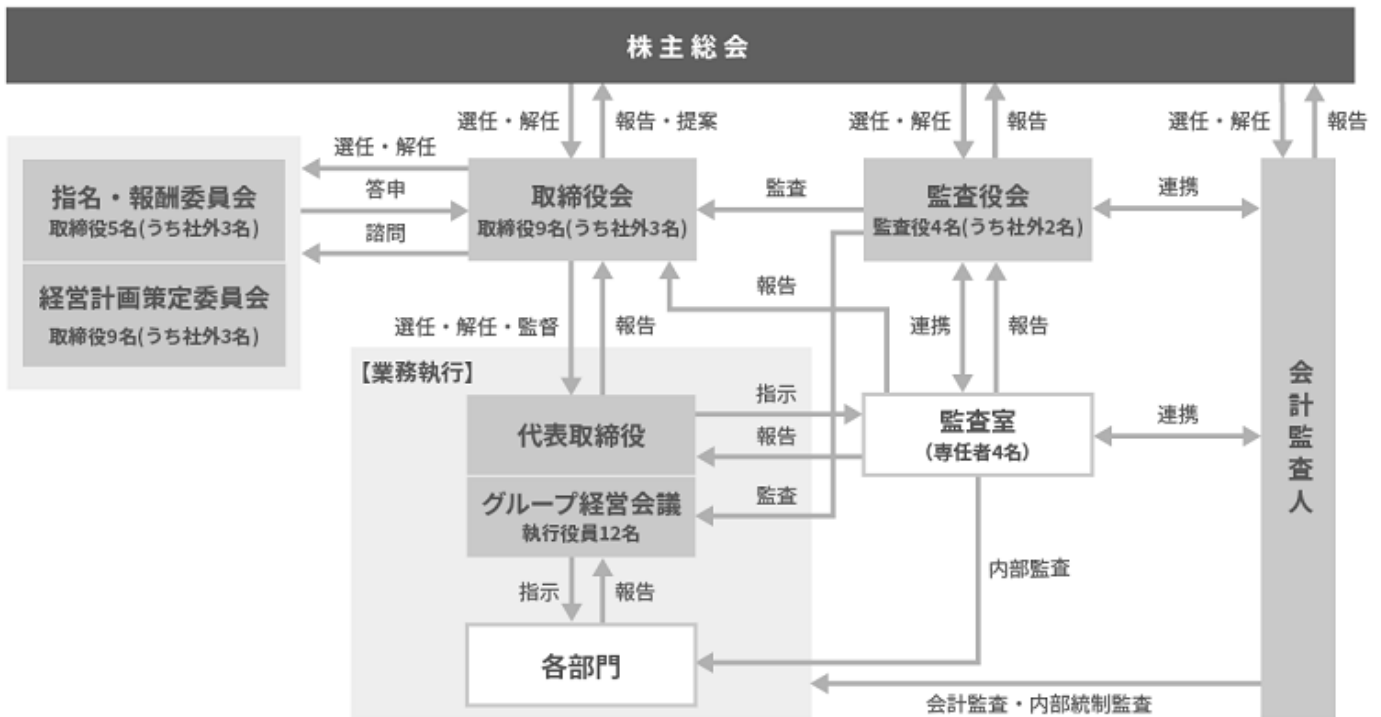 株主総会
選任・解任
報告・提案
選任・解任
報告
選任・解任
報告
選任・解任
答申
諮問
指名・報酬委員会
取締役5名(うち社外3名)
経営計画策定委員会
取締役9名(うち社外3名)
取締役会
取締役9名(うち社外3名)
監査
監査役会
監査役4名(うち社外2名)
連携
報告
選任・解任・監督
報告
連携
報告
【業務執行】
代表取締役
グループ経営会議
執行役員12名
指示
報告
監査
監査室
(専任者4名)
連携
会計監査人
指示
報告
内部監査
各部門
会計監査・内部統制監査